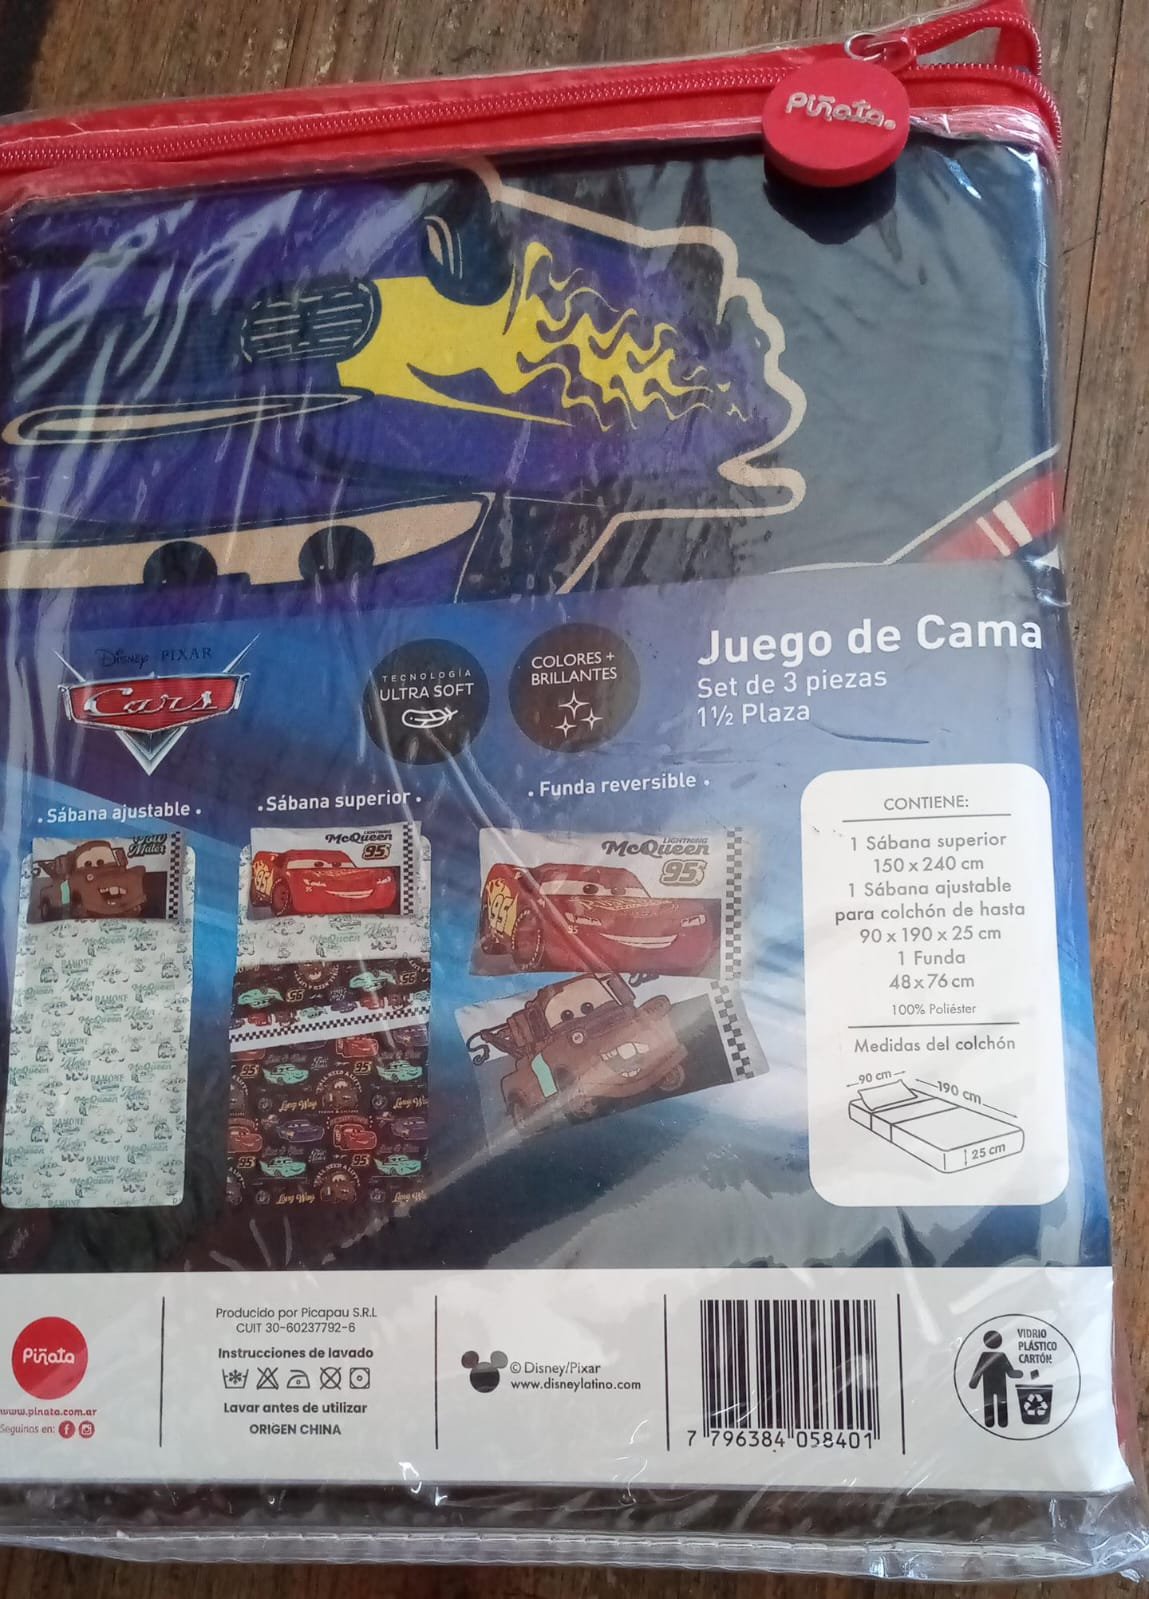 Piñata
Juego de Cama
Set de 3 piezas
1½ Plaza
Disney PIXAR
Cars
TECNOLOGÍA
ULTRA SOFT
COLORES +
BRILLANTES
. Sábana ajustable .
. Sábana superior .
. Funda reversible .
LIGHTNING
McQueen
95
LIGHTNING
McQueen
95
CONTIENE:
1 Sábana superior
150 x 240 cm
1 Sábana ajustable
para colchón de hasta
90 x 190 x 25 cm
1 Funda
48 x 76 cm
100% Poliéster
Medidas del colchón
90 cm
190 cm
25 cm
Piñata
www.pinata.com.ar
Seguinos en:
Producido por Picapau S.R.L
CUIT 30-60237792-6
Instrucciones de lavado
Lavar antes de utilizar
ORIGEN CHINA
© Disney/Pixar
www.disneylatino.com
7 796384 058401
VIDRIO
PLÁSTICO
CARTÓN